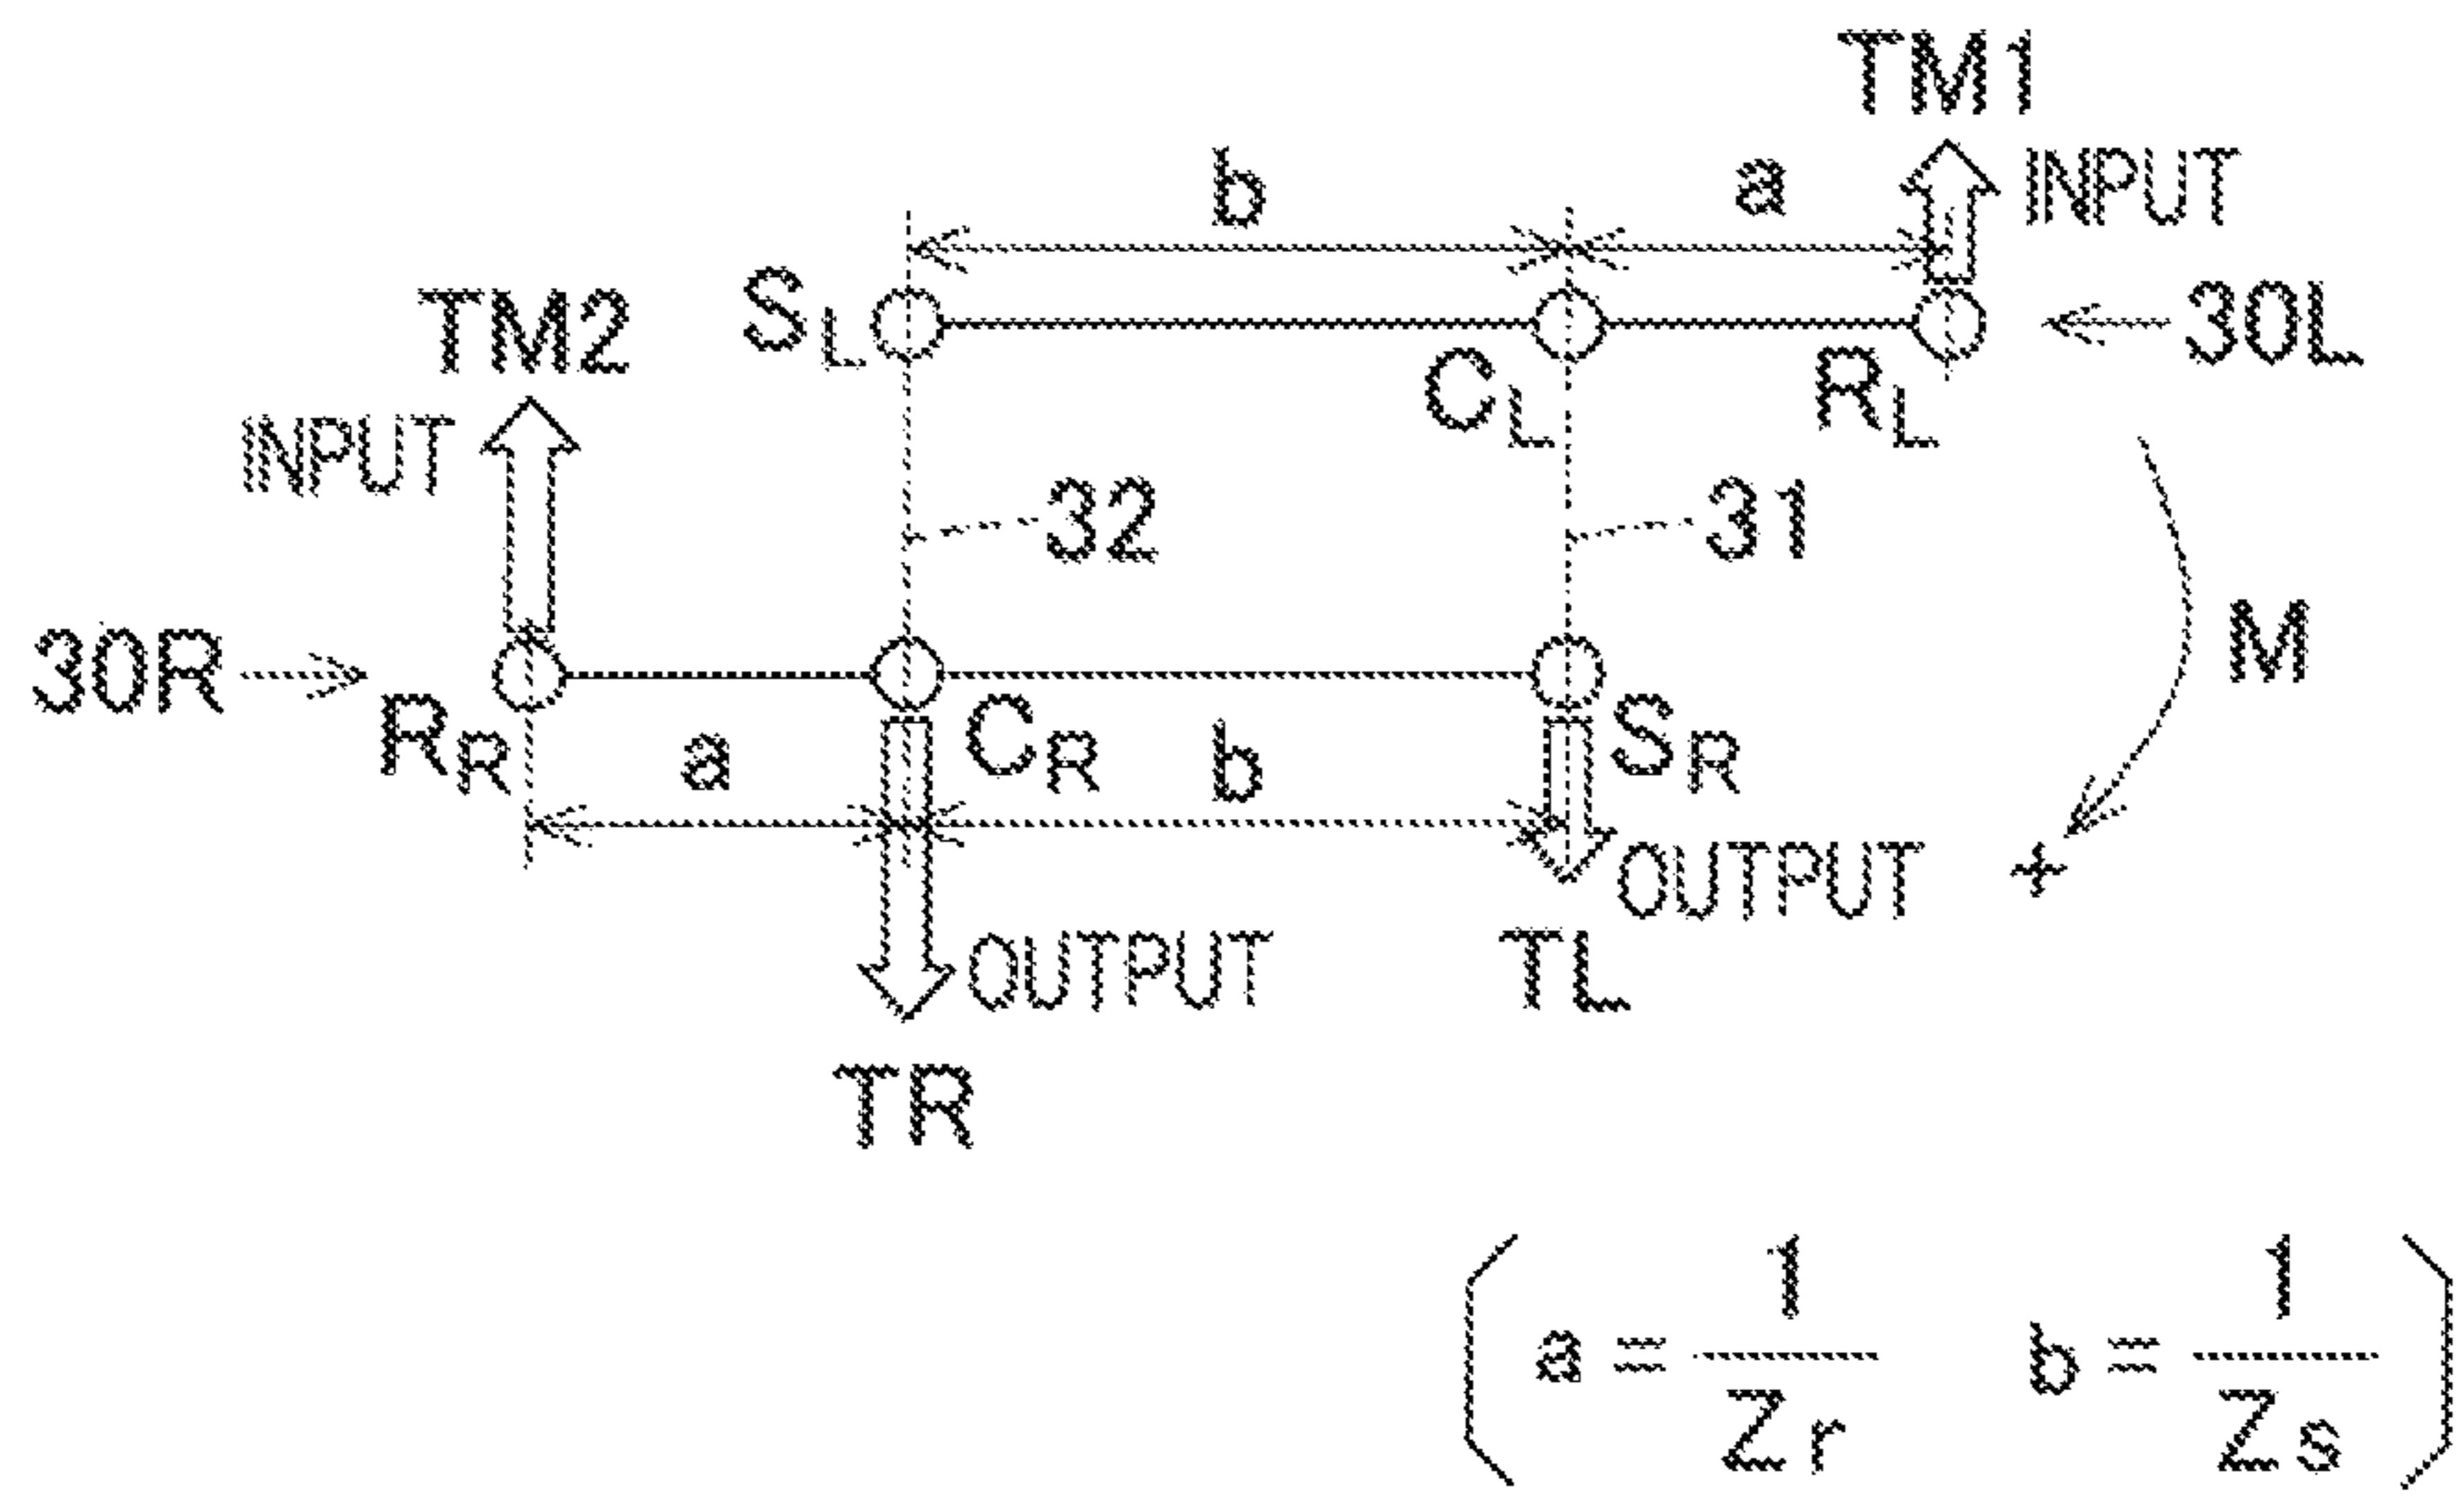 TM1
b
a
INPUT
TM2
SL
30L
CL
RL
INPUT
32
31
M
30R
RR
a
CR
b
SR
OUTPUT
+
OUTPUT
TL
TR
( a = 1/Zr b = 1/Zs )